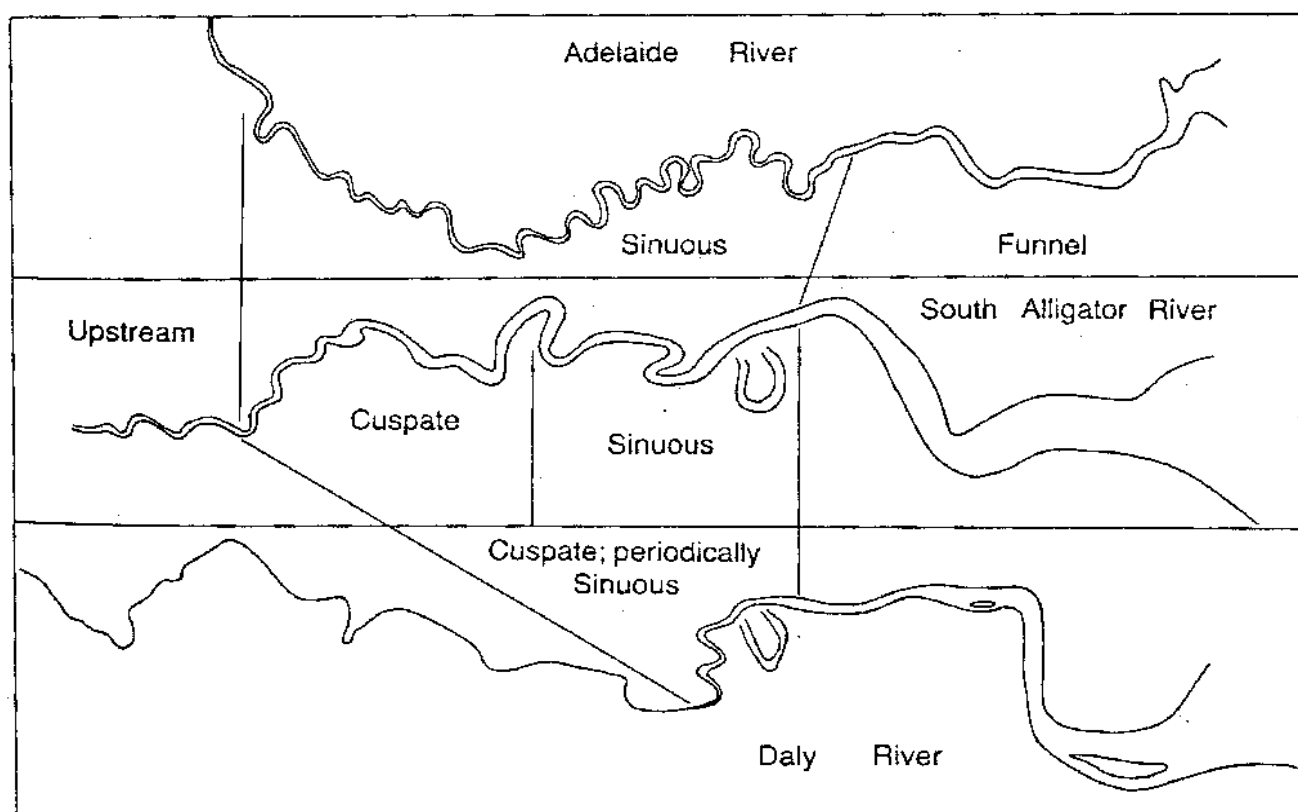 Adelaide River
Sinuous
Funnel
Upstream
South Alligator River
Cuspate
Sinuous
Cuspate; periodically
Sinuous
Daly River